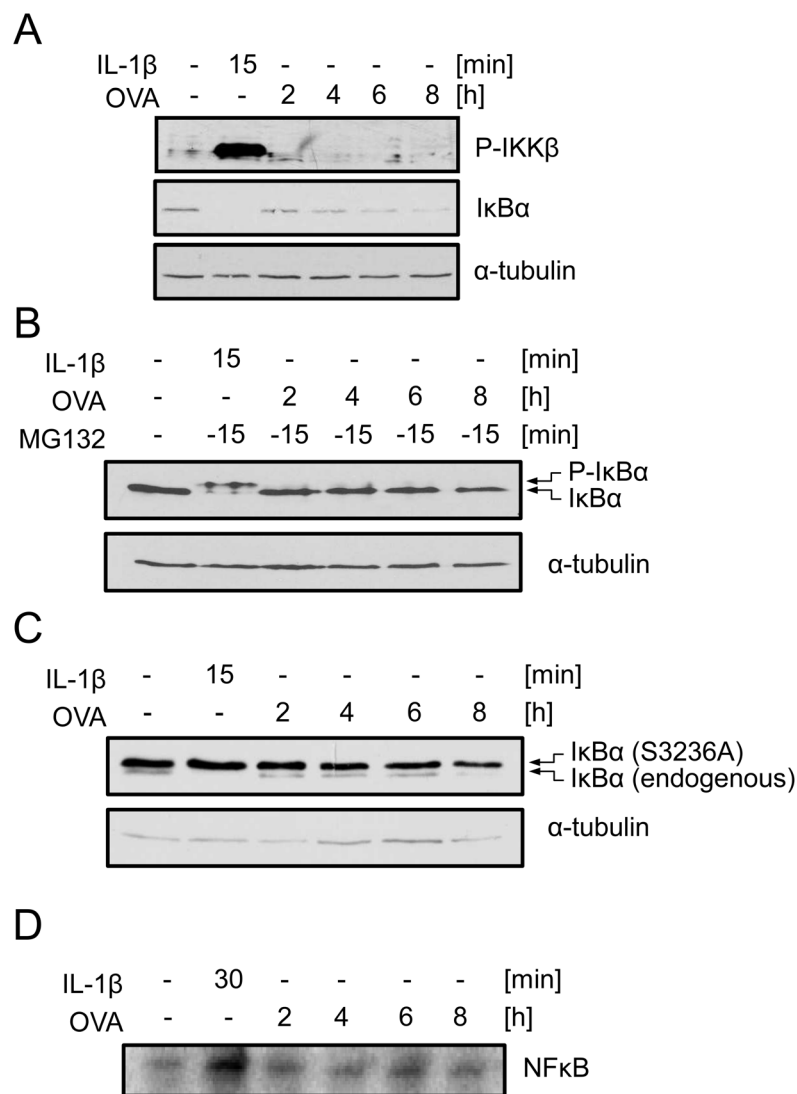 A
IL-1β - 15 - - - - [min]
OVA - - 2 4 6 8 [h]
P-IKKβ
IκBα
α-tubulin
B
IL-1β - 15 - - - - [min]
OVA - - 2 4 6 8 [h]
MG132 - -15 -15 -15 -15 -15 [min]
P-IκBα
IκBα
α-tubulin
C
IL-1β - 15 - - - - [min]
OVA - - 2 4 6 8 [h]
IκBα (S3236A)
IκBα (endogenous)
α-tubulin
D
IL-1β - 30 - - - - [min]
OVA - - 2 4 6 8 [h]
NFκB